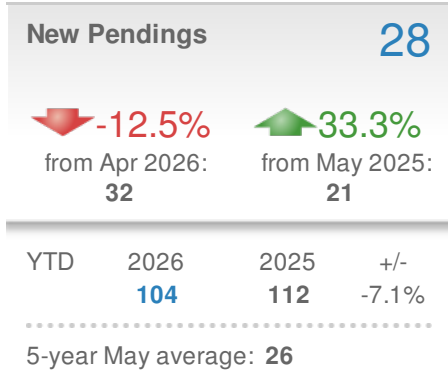 New Pendings 28
-12.5% 33.3%
from Apr 2026: from May 2025:
32 21
YTD 2026 2025 +/-
104 112 -7.1%
5-year May average: 26